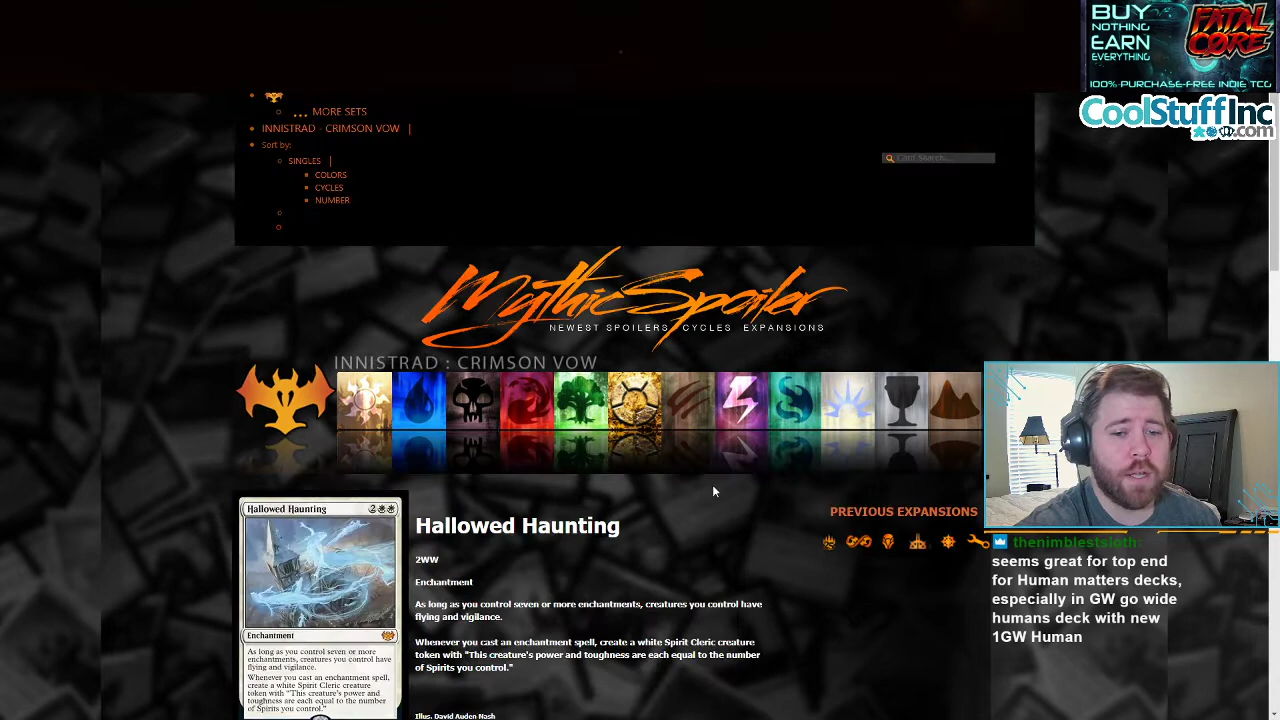 BUY
NOTHING
EARN
EVERYTHING
FATAL
CORE
100% PURCHASE-FREE INDIE TCG
CoolStuffInc
.com
... MORE SETS
INNISTRAD - CRIMSON VOW |
Sort by:
SINGLES |
COLORS
CYCLES
NUMBER
Card Search...
MythicSpoiler
NEWEST SPOILERS CYCLES EXPANSIONS
INNISTRAD : CRIMSON VOW
Hallowed Haunting 2
Enchantment
As long as you control seven or more
enchantments, creatures you control have
flying and vigilance.
Whenever you cast an enchantment spell,
create a white Spirit Cleric creature
token with "This creature's power and
toughness are each equal to the number
of Spirits you control."
Hallowed Haunting
2WW
Enchantment
As long as you control seven or more enchantments, creatures you control have
flying and vigilance.
Whenever you cast an enchantment spell, create a white Spirit Cleric creature
token with "This creature's power and toughness are each equal to the number
of Spirits you control."
Illus. David Auden Nash
PREVIOUS EXPANSIONS
thenimblestsloth:
seems great for top end
for Human matters decks,
especially in GW go wide
humans deck with new
1GW Human